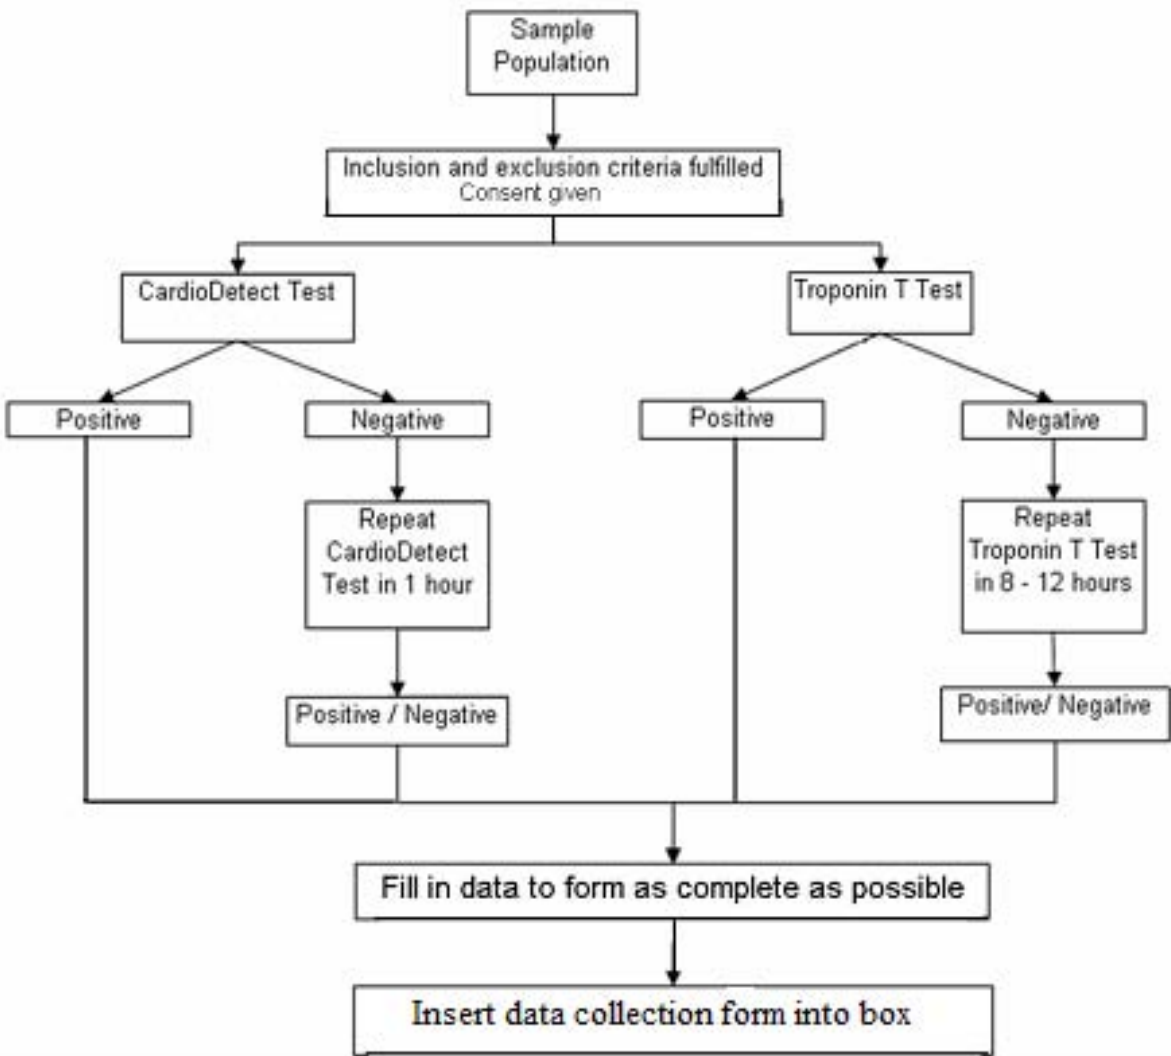 Sample
Population
Inclusion and exclusion criteria fulfilled
Consent given
CardioDetect Test
Troponin T Test
Positive
Negative
Positive
Negative
Repeat
CardioDetect
Test in 1 hour
Repeat
Troponin T Test
in 8 - 12 hours
Positive / Negative
Positive/ Negative
Fill in data to form as complete as possible
Insert data collection form into box